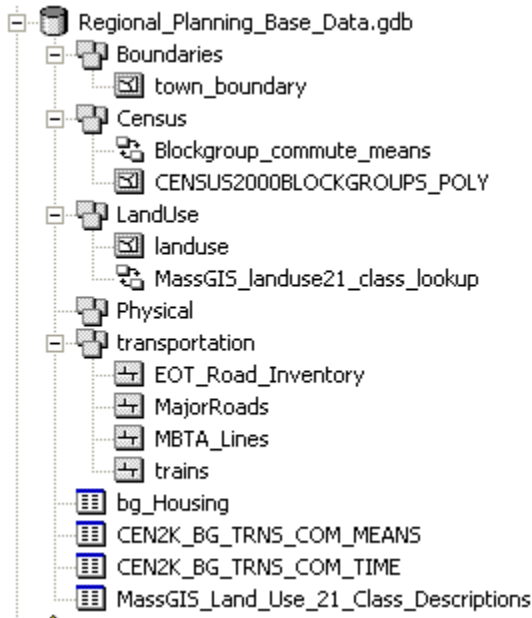 Regional_Planning_Base_Data.gdb
Boundaries
town_boundary
Census
Blockgroup_commute_means
CENSUS2000BLOCKGROUPS_POLY
LandUse
landuse
MassGIS_landuse21_class_lookup
Physical
transportation
EOT_Road_Inventory
MajorRoads
MBTA_Lines
trains
bg_Housing
CEN2K_BG_TRNS_COM_MEANS
CEN2K_BG_TRNS_COM_TIME
MassGIS_Land_Use_21_Class_Descriptions